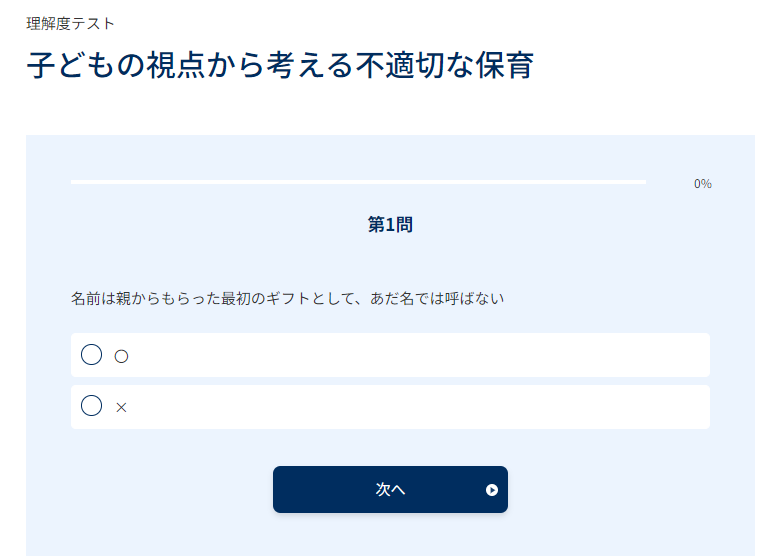 理解度テスト
子どもの視点から考える不適切な保育
0%
第1問
名前は親からもらった最初のギフトとして、あだ名では呼ばない
〇
×
次へ